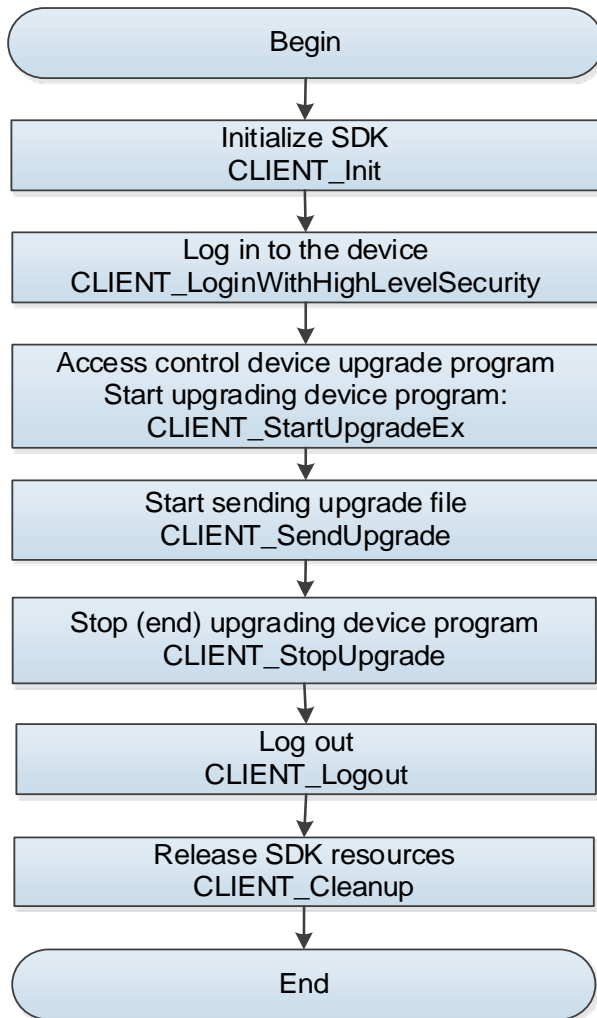 Begin
Initialize SDK
CLIENT_Init
Log in to the device
CLIENT_LoginWithHighLevelSecurity
Access control device upgrade program
Start upgrading device program:
CLIENT_StartUpgradeEx
Start sending upgrade file
CLIENT_SendUpgrade
Stop (end) upgrading device program
CLIENT_StopUpgrade
Log out
CLIENT_Logout
Release SDK resources
CLIENT_Cleanup
End